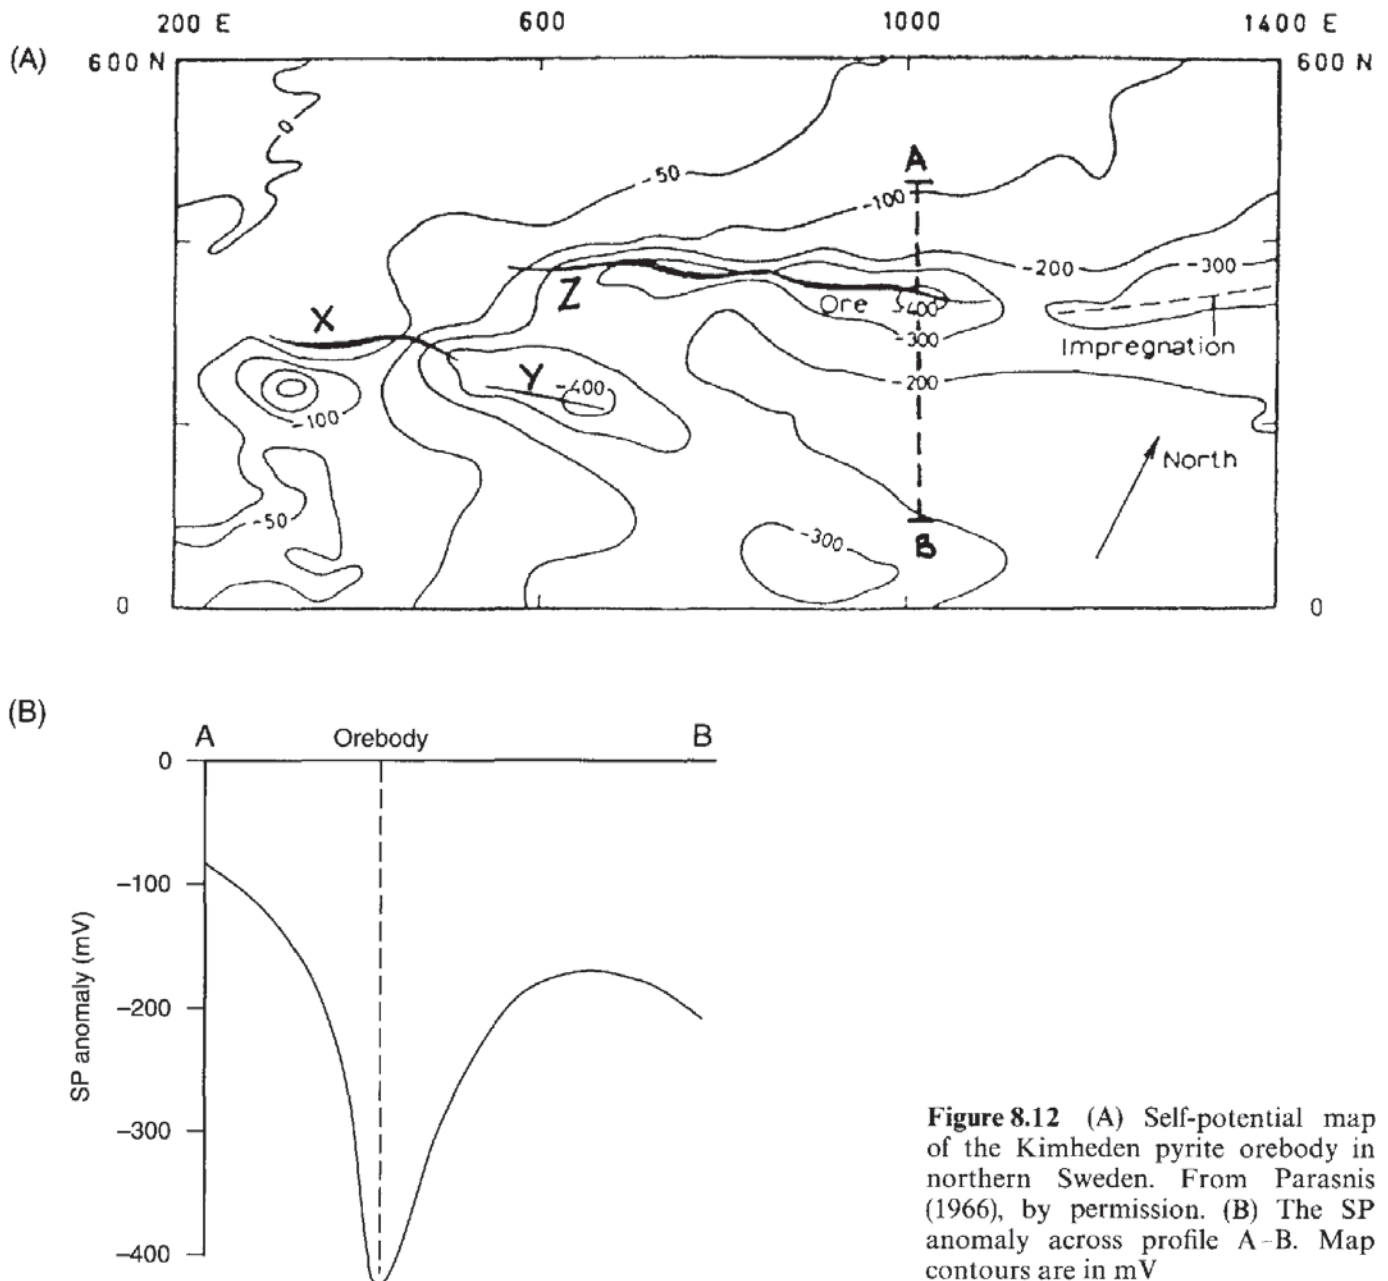 200 E 600 1000 1400 E
(A) 600 N 600 N
0
A
-50
-100
-200
-300
X
Z
Ore
-400
-300
Impregnation
Y
-400
-200
-100
North
-50
-300
B
0 0
(B)
A Orebody B
0
-100
-200
-300
-400
SP anomaly (mV)
Figure 8.12 (A) Self-potential map
of the Kimheden pyrite orebody in
northern Sweden. From Parasnis
(1966), by permission. (B) The SP
anomaly across profile A–B. Map
contours are in mV